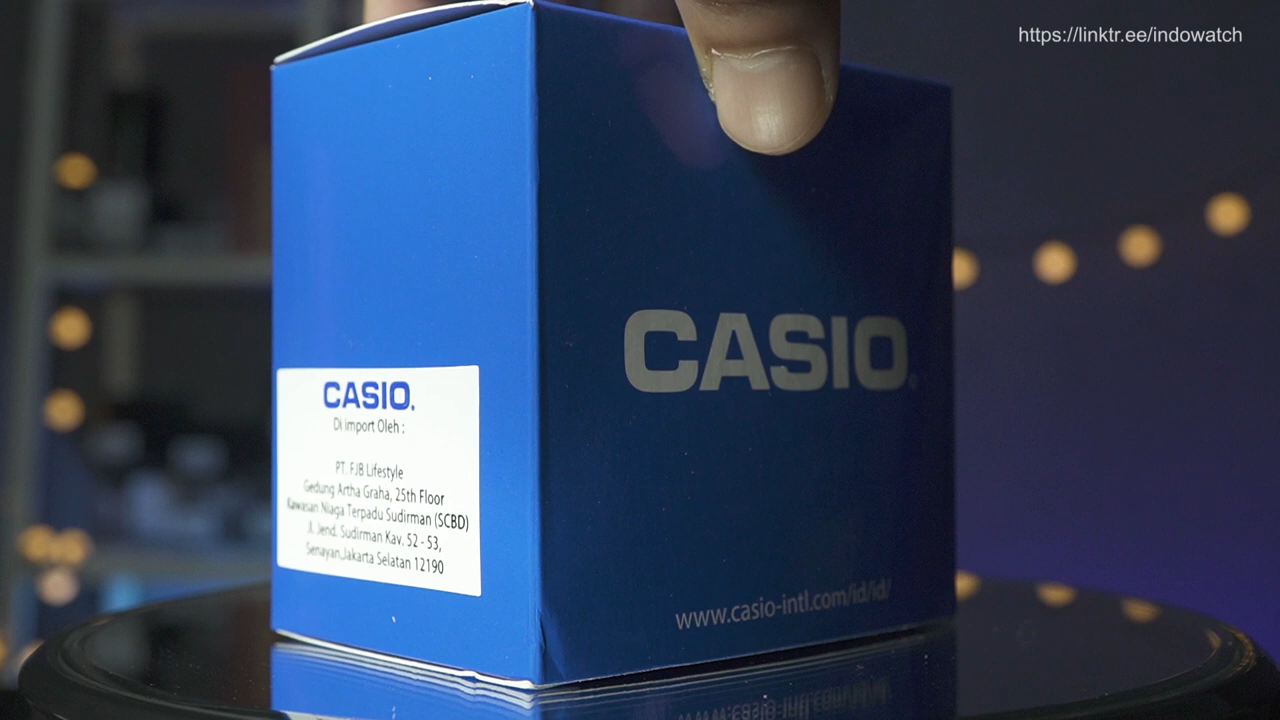 https://linktr.ee/indowatch
CASIO.
Di import Oleh :
PT. FJB Lifestyle
Gedung Artha Graha, 25th Floor
Kawasan Niaga Terpadu Sudirman (SCBD)
Jl. Jend. Sudirman Kav. 52 - 53,
Senayan,Jakarta Selatan 12190
CASIO.
www.casio-intl.com/id/id/